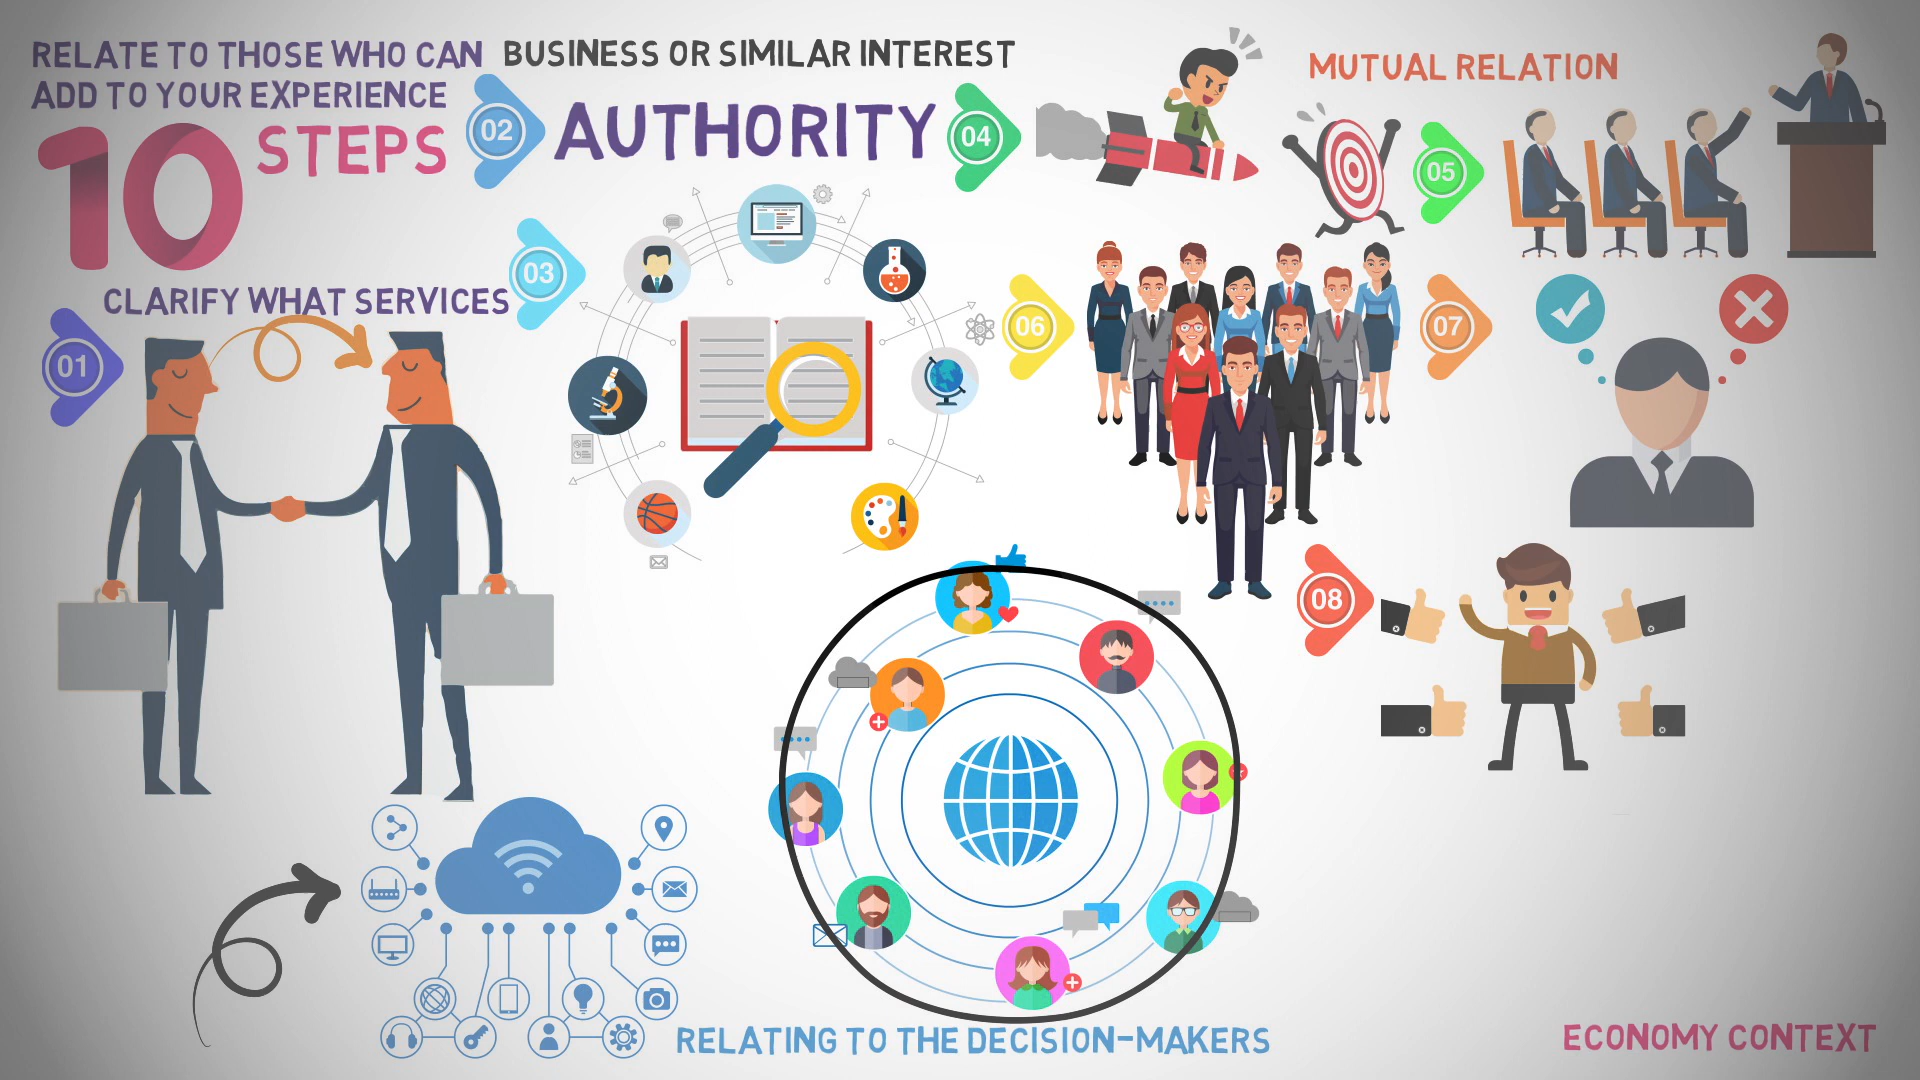 RELATE TO THOSE WHO CAN
ADD TO YOUR EXPERIENCE
10 STEPS
BUSINESS OR SIMILAR INTEREST
02
AUTHORITY
04
MUTUAL RELATION
05
03
CLARIFY WHAT SERVICES
01
06
07
08
RELATING TO THE DECISION-MAKERS
ECONOMY CONTEXT